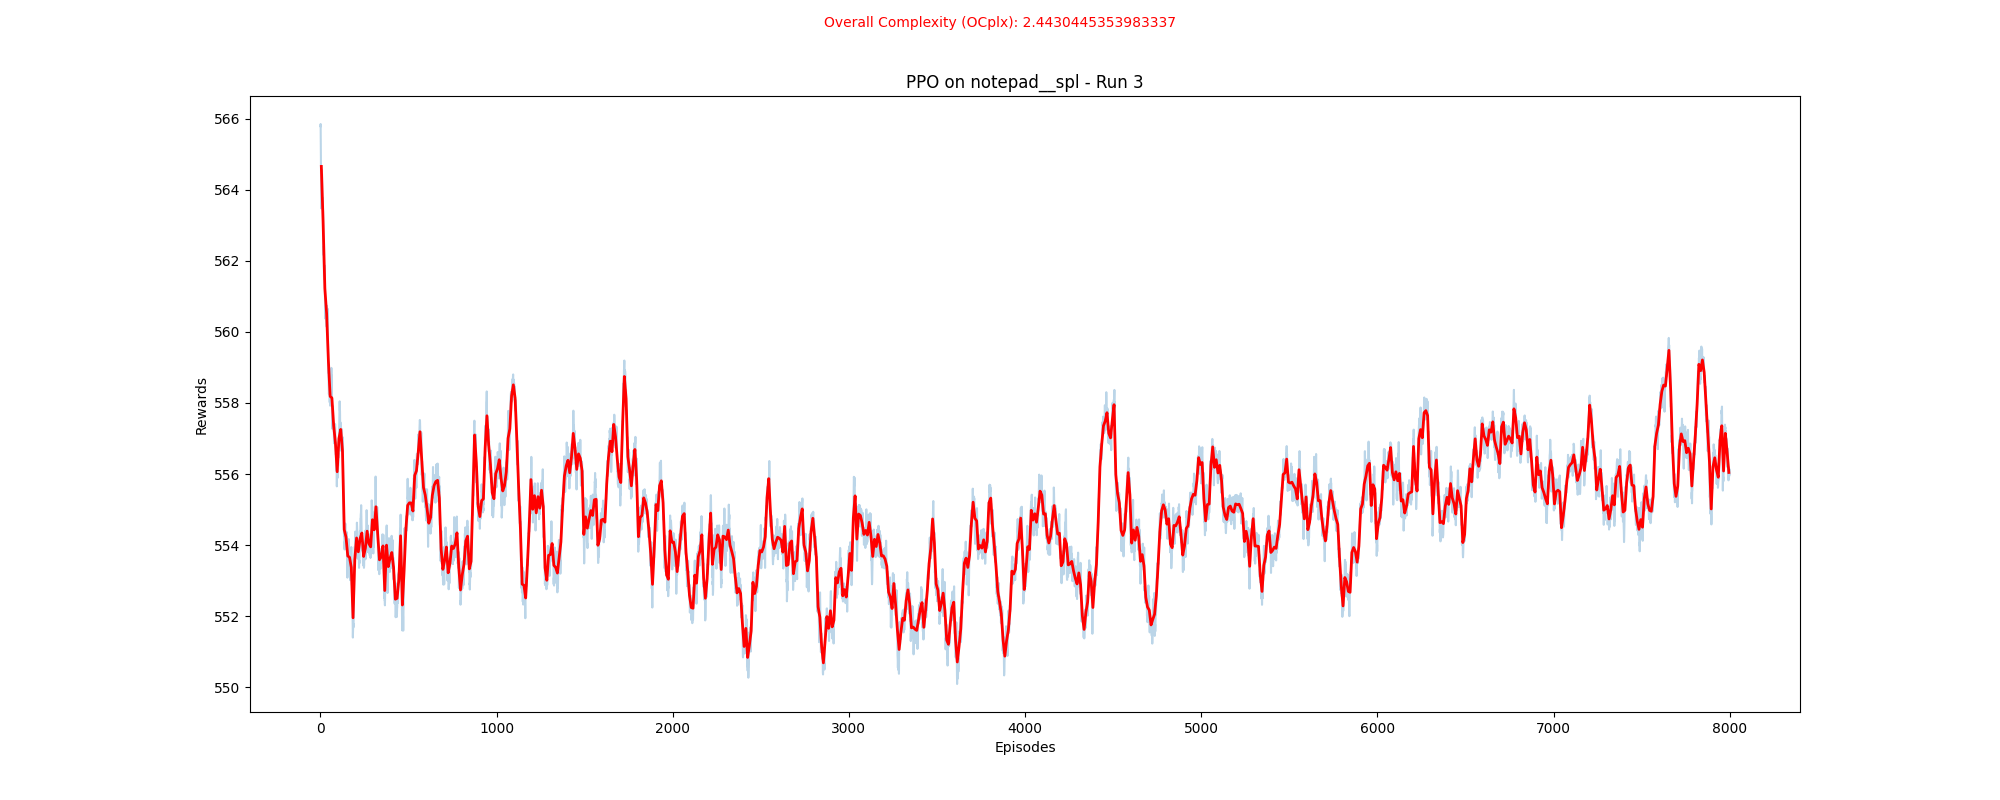 Overall Complexity (OCplx): 2.4430445353983337
PPO on notepad__spl - Run 3
566
564
562
560
558
556
554
552
550
Rewards
0 1000 2000 3000 4000 5000 6000 7000 8000
Episodes